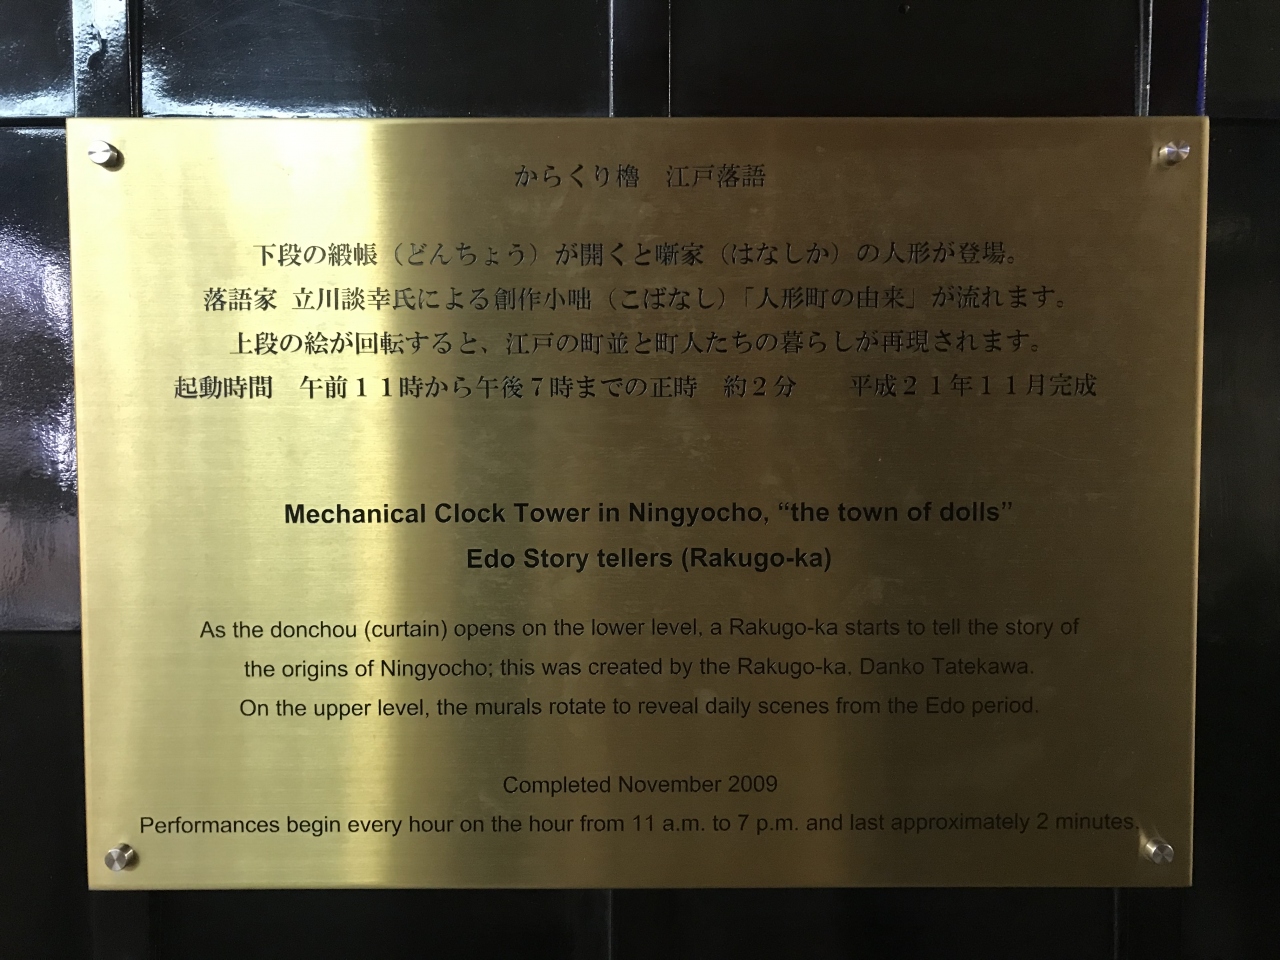 からくり櫓　江戸落語
下段の緞帳（どんちょう）が開くと噺家（はなしか）の人形が登場。
落語家 立川談幸氏による創作小咄（こばなし）「人形町の由来」が流れます。
上段の絵が回転すると、江戸の町並と町人たちの暮らしが再現されます。
起動時間　午前１１時から午後７時までの正時　約２分　　平成２１年１１月完成
Mechanical Clock Tower in Ningyocho, “the town of dolls”
Edo Story tellers (Rakugo-ka)
As the donchou (curtain) opens on the lower level, a Rakugo-ka starts to tell the story of
the origins of Ningyocho; this was created by the Rakugo-ka, Danko Tatekawa.
On the upper level, the murals rotate to reveal daily scenes from the Edo period.
Completed November 2009
Performances begin every hour on the hour from 11 a.m. to 7 p.m. and last approximately 2 minutes.